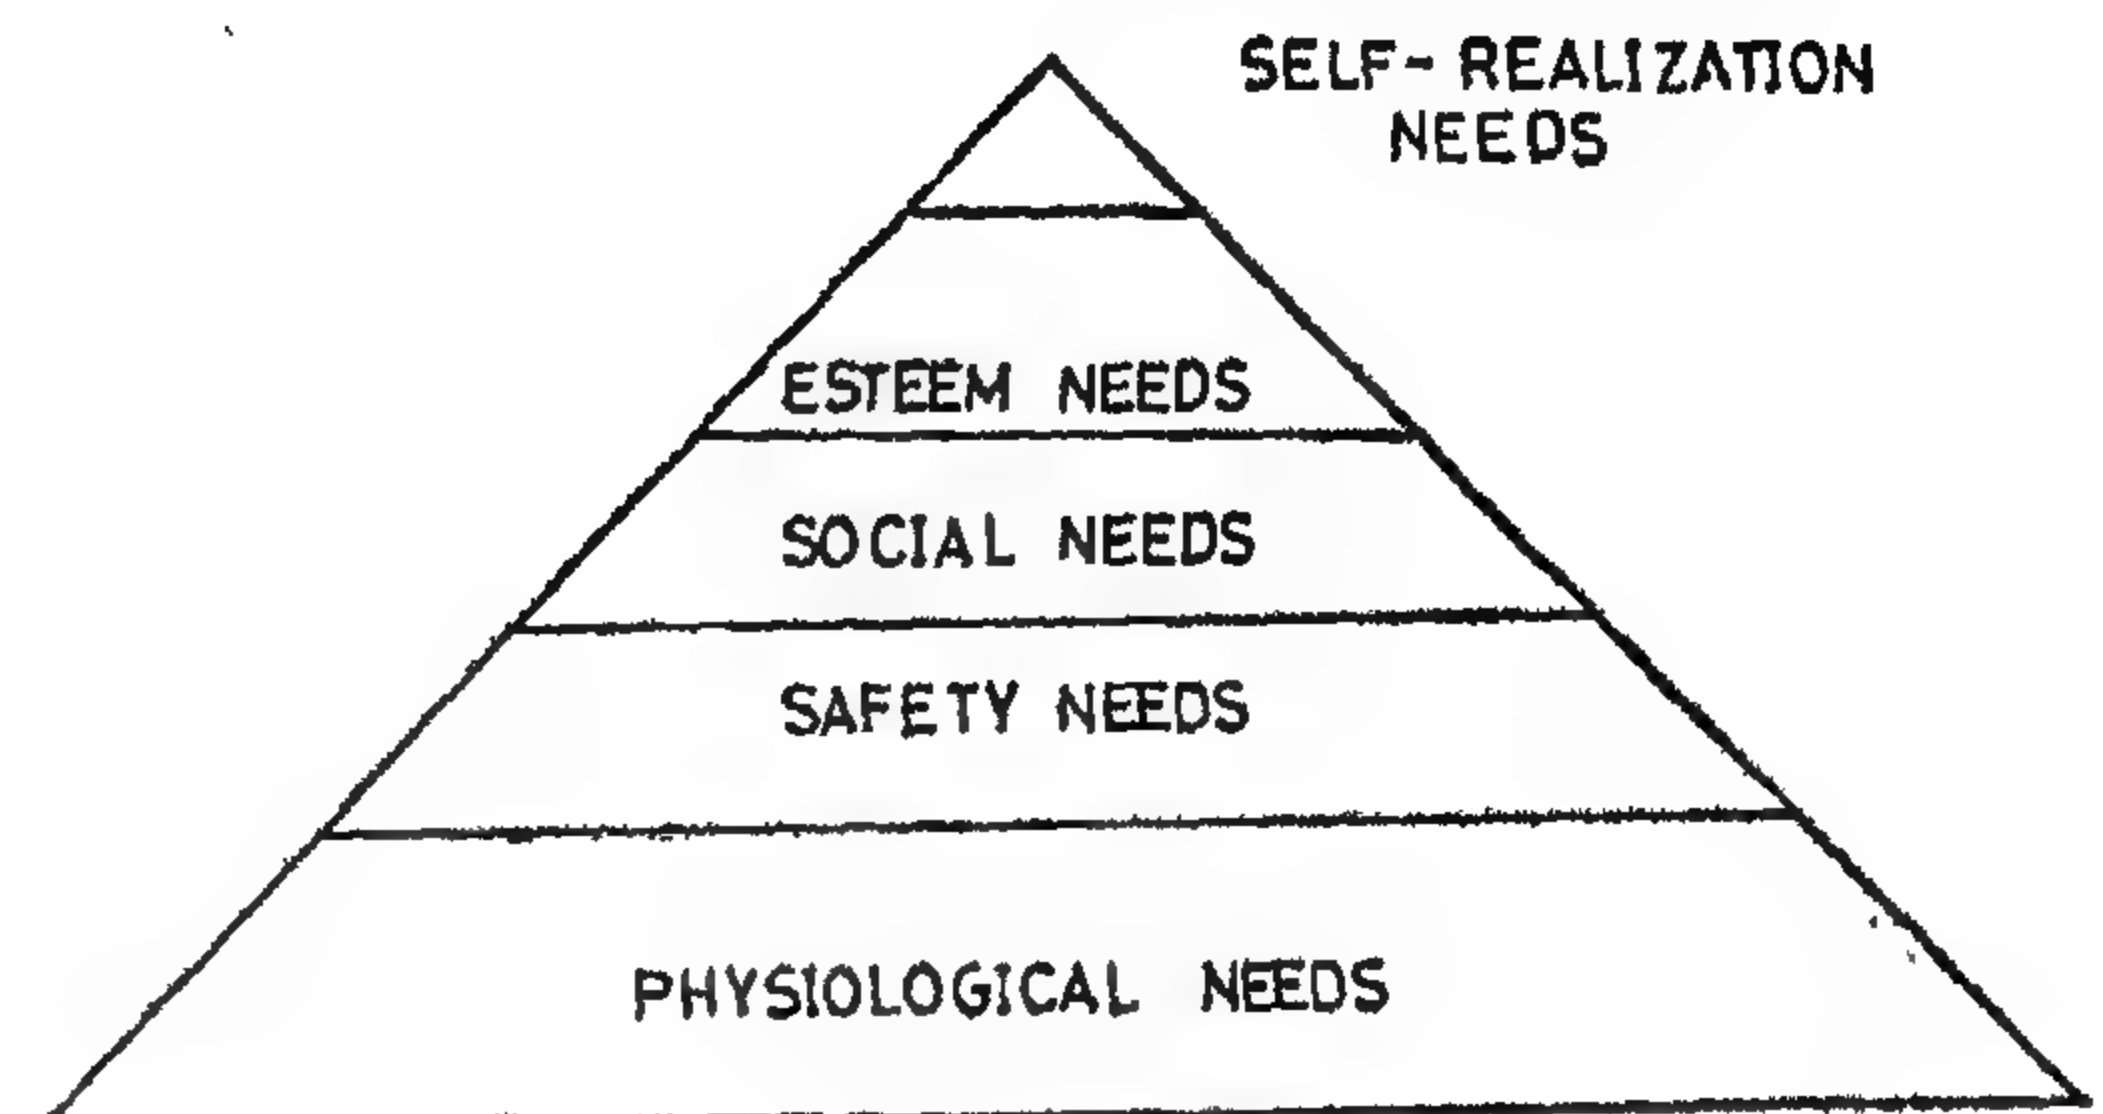 SELF-REALIZATION
NEEDS
ESTEEM NEEDS
SOCIAL NEEDS
SAFETY NEEDS
PHYSIOLOGICAL NEEDS